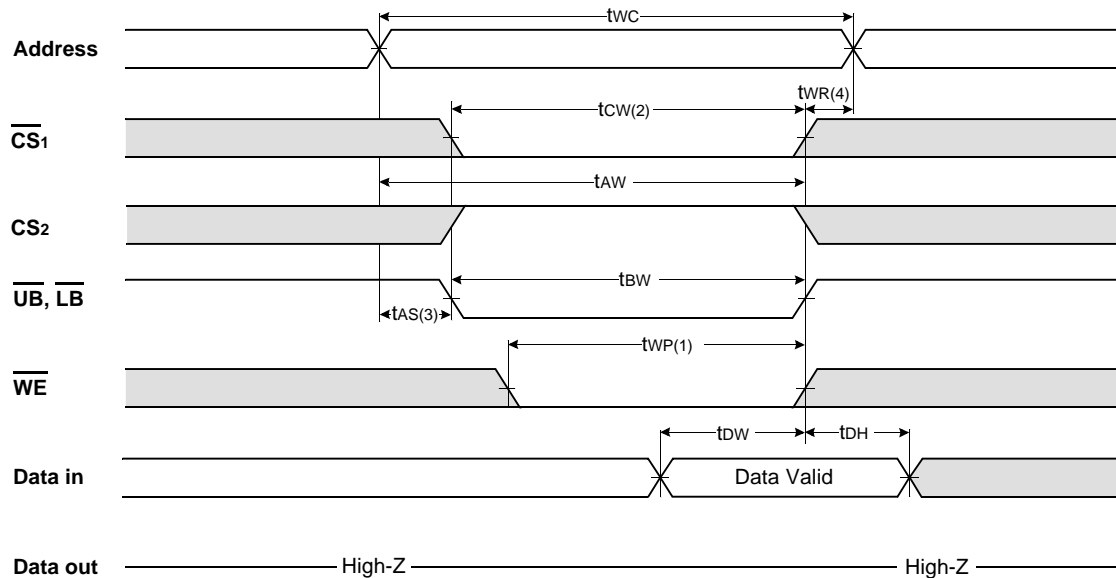 tWC
Address
tCW(2) tWR(4)
CS1
tAW
CS2
tBW
UB, LB
tAS(3)
tWP(1)
WE
tDW tDH
Data in Data Valid
Data out High-Z High-Z